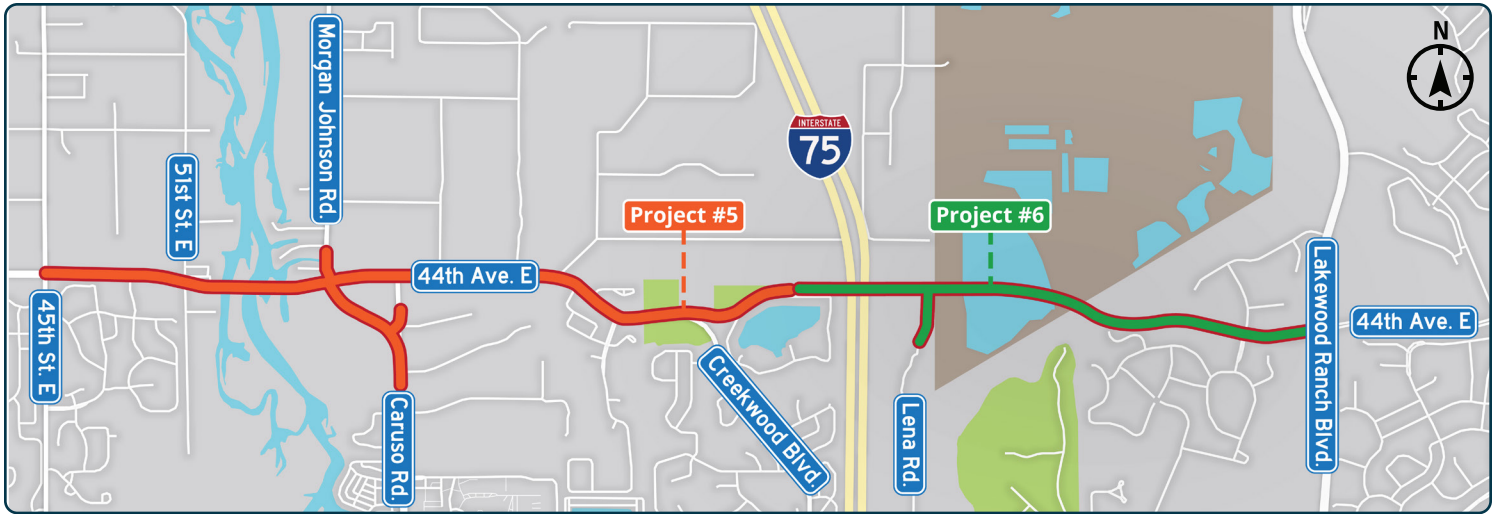 N
Morgan Johnson Rd.
INTERSTATE
75
51st St. E
Project #5
Project #6
44th Ave. E
45th St. E
Lakewood Ranch Blvd.
44th Ave. E
Creekwood Blvd.
Caruso Rd.
Lena Rd.